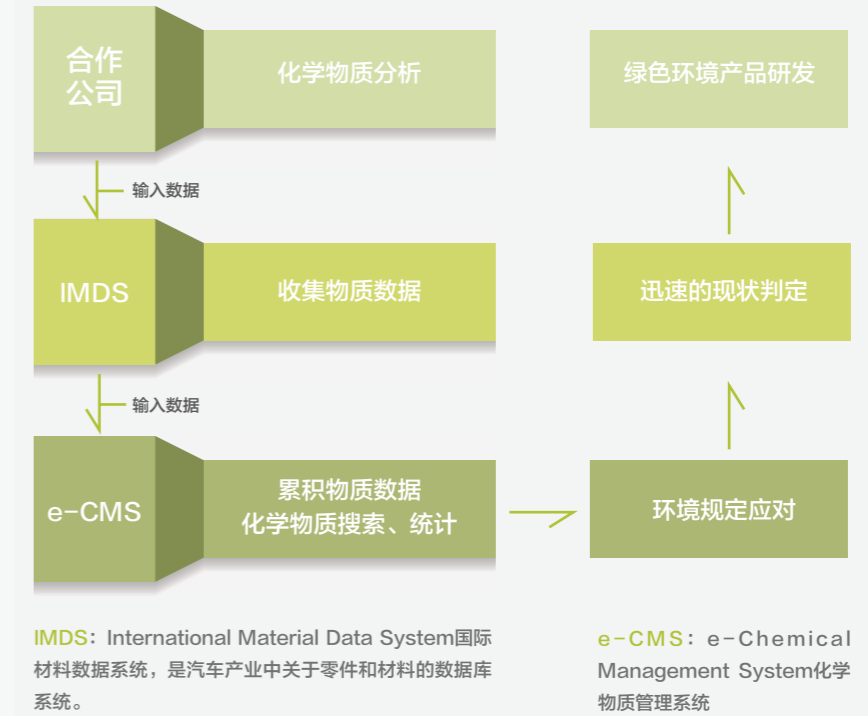 合作
公司
化学物质分析
绿色环境产品研发
输入数据
IMDS
收集物质数据
迅速的现状判定
输入数据
e-CMS
累积物质数据
化学物质搜索、统计
环境规定应对
IMDS：International Material Data System国际
材料数据系统，是汽车产业中关于零件和材料的数据库
系统。
e-CMS：e-Chemical
Management System化学
物质管理系统